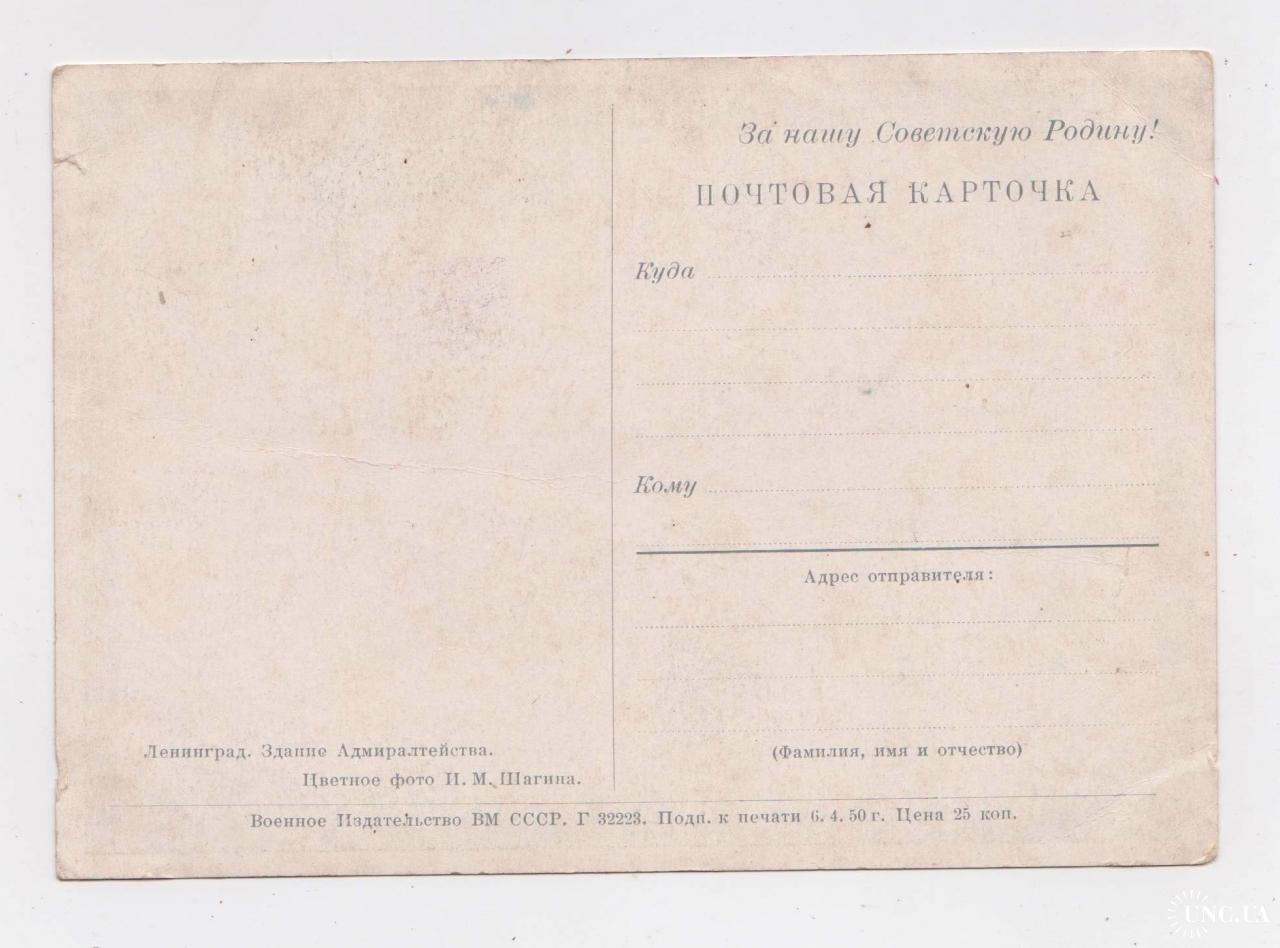 За нашу Советскую Родину!
ПОЧТОВАЯ КАРТОЧКА
Куда
Кому
Адрес отправителя:
(Фамилия, имя и отчество)
Ленинград. Здание Адмиралтейства.
Цветное фото И. М. Шагина.
Военное Издательство ВМ СССР. Г 32223. Подп. к печати 6. 4. 50 г. Цена 25 коп.
UNC.UA